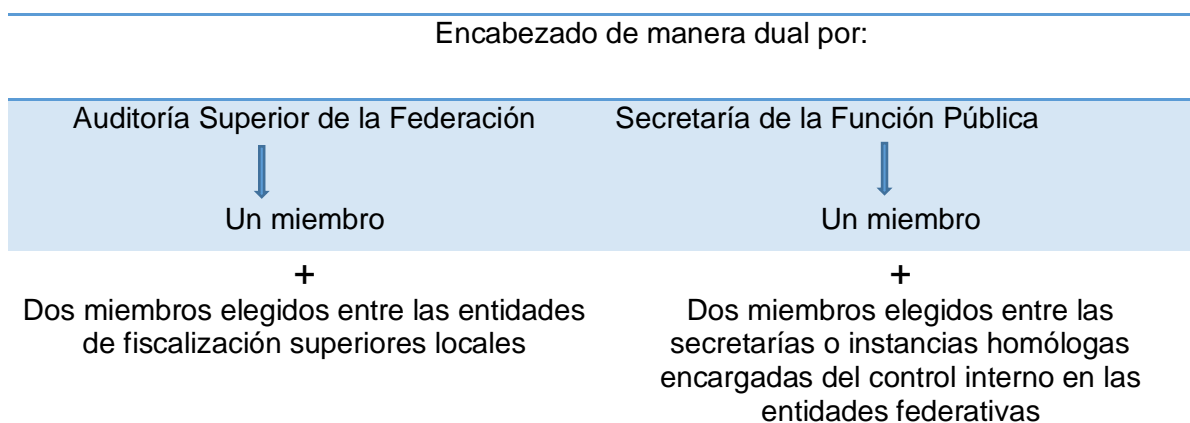 Encabezado de manera dual por:
Auditoría Superior de la Federación
Un miembro
+
Dos miembros elegidos entre las entidades
de fiscalización superiores locales
Secretaría de la Función Pública
Un miembro
+
Dos miembros elegidos entre las
secretarías o instancias homólogas
encargadas del control interno en las
entidades federativas